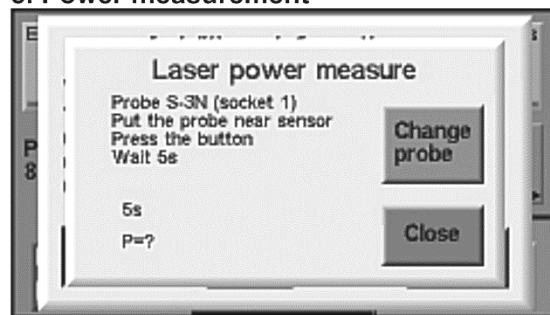 Laser power measure
Probe S-3N (socket 1)
Put the probe near sensor
Press the button
Wait 5s
Change
probe
5s
P=?
Close